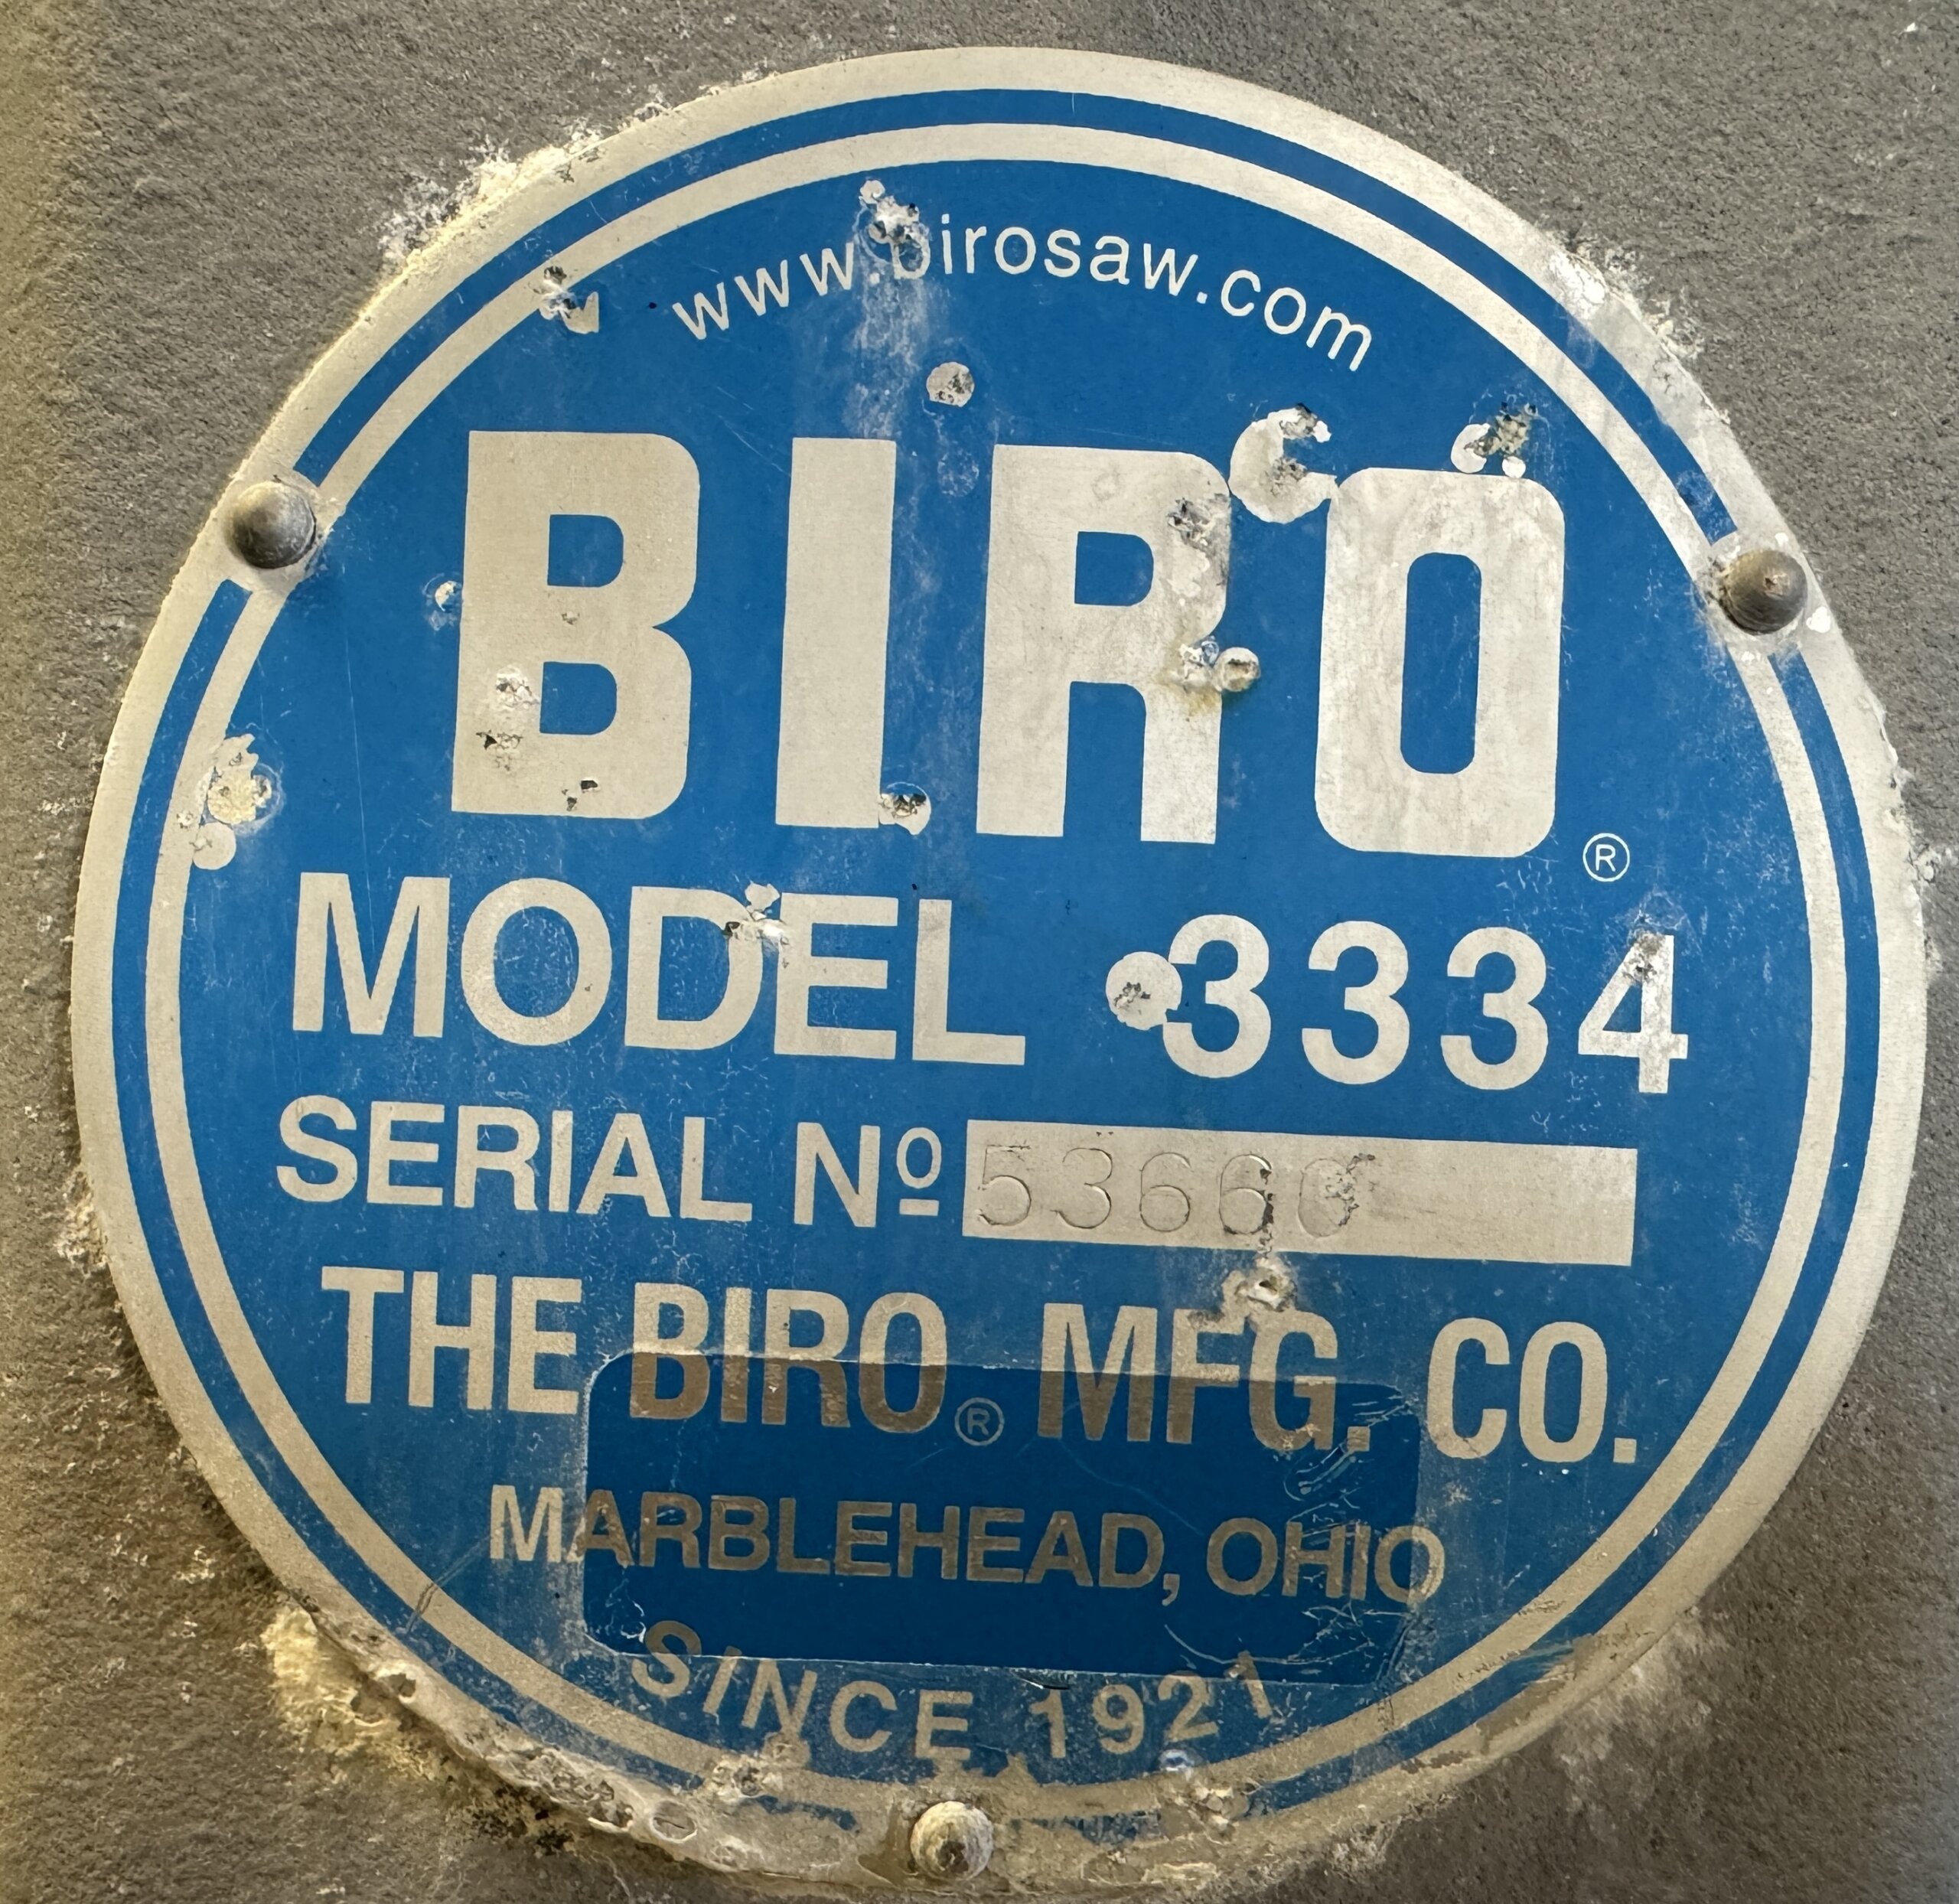 www.birosaw.com
BIRO®
MODEL 3334
SERIAL Nº 53660
THE BIRO® MFG. CO.
MARBLEHEAD, OHIO
SINCE 1921